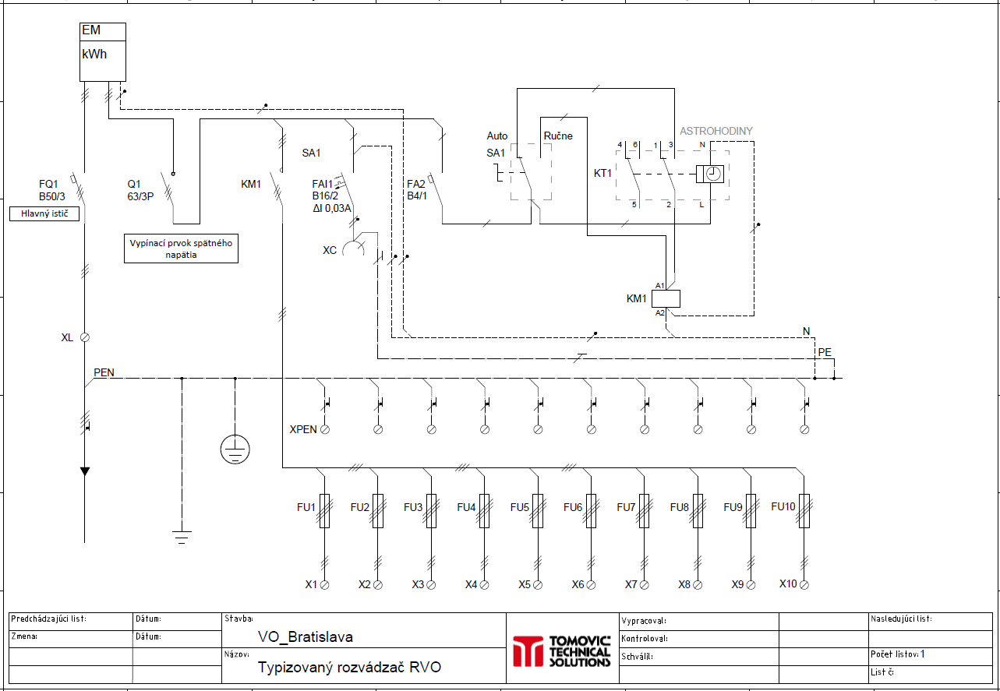 EM
kWh
Auto
Ručne
SA1
ASTROHODINY
4 6 1 3 N
KT1
5 2 L
SA1
FQ1
B50/3
Hlavný istič
Q1
63/3P
Vypínací prvok spätného
napätia
KM1
FAI1
B16/2
ΔI 0,03A
FA2
B4/1
XC
A1
KM1
A2
XL
N
PE
PEN
XPEN
FU1 FU2 FU3 FU4 FU5 FU6 FU7 FU8 FU9 FU10
X1 X2 X3 X4 X5 X6 X7 X8 X9 X10
Predchádzajúci list:
Dátum:
Zmena:
Dátum:
Stavba:
VO_Bratislava
Názov:
Typizovaný rozvádzač RVO
TOMOVIC
TECHNICAL
SOLUTIONS
Vypracoval:
Kontroloval:
Schválil:
Nasledujúci list:
Počet listov: 1
List č: